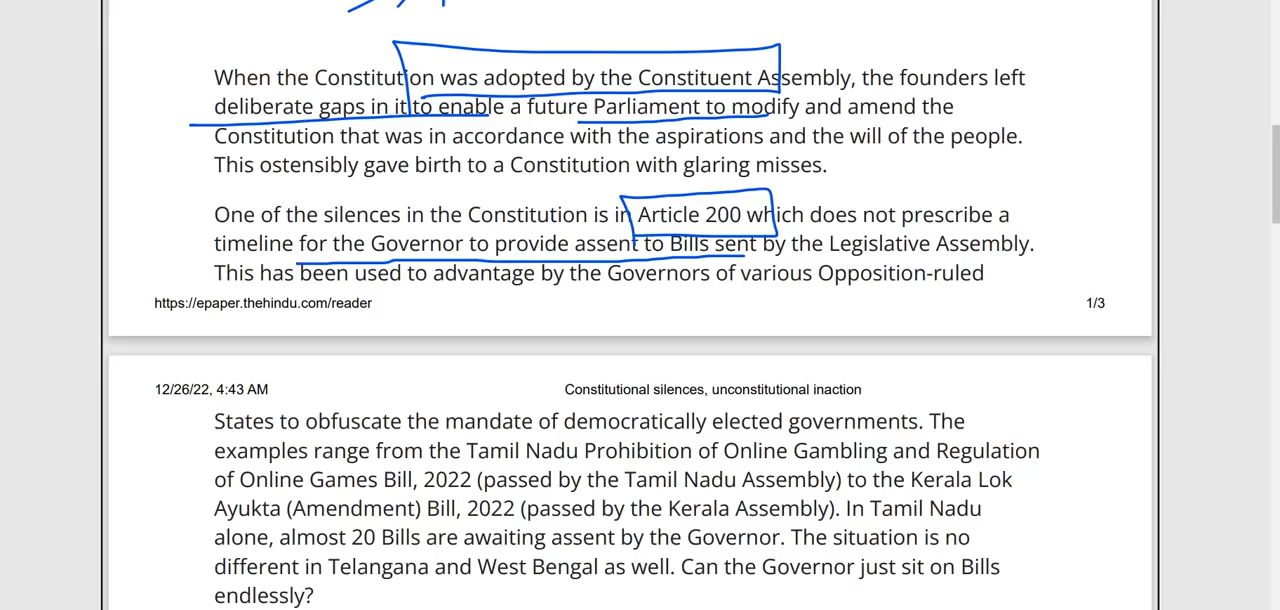 When the Constitution was adopted by the Constituent Assembly, the founders left
deliberate gaps in it to enable a future Parliament to modify and amend the
Constitution that was in accordance with the aspirations and the will of the people.
This ostensibly gave birth to a Constitution with glaring misses.
One of the silences in the Constitution is in Article 200 which does not prescribe a
timeline for the Governor to provide assent to Bills sent by the Legislative Assembly.
This has been used to advantage by the Governors of various Opposition-ruled
https://epaper.thehindu.com/reader 1/3
12/26/22, 4:43 AM Constitutional silences, unconstitutional inaction
States to obfuscate the mandate of democratically elected governments. The
examples range from the Tamil Nadu Prohibition of Online Gambling and Regulation
of Online Games Bill, 2022 (passed by the Tamil Nadu Assembly) to the Kerala Lok
Ayukta (Amendment) Bill, 2022 (passed by the Kerala Assembly). In Tamil Nadu
alone, almost 20 Bills are awaiting assent by the Governor. The situation is no
different in Telangana and West Bengal as well. Can the Governor just sit on Bills
endlessly?